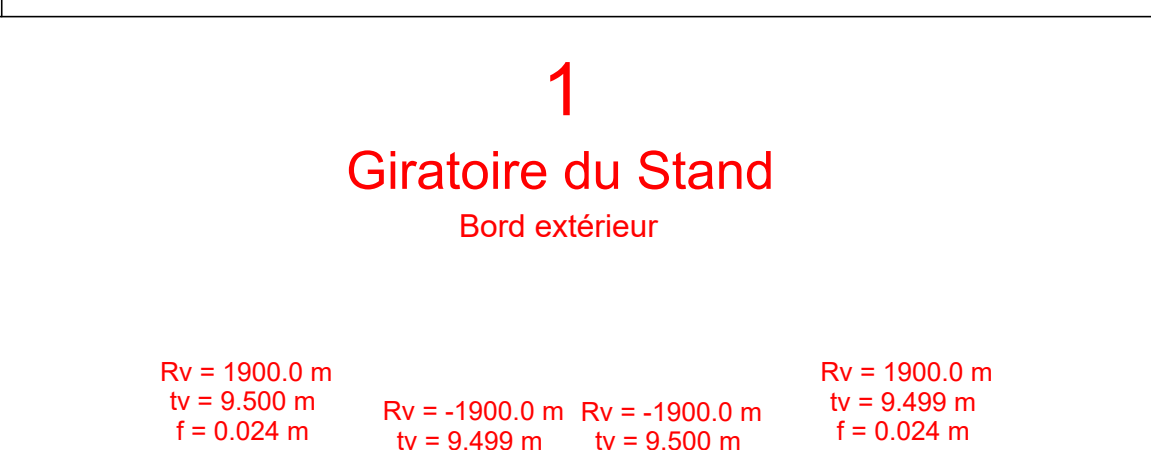 1
Giratoire du Stand
Bord extérieur
Rv = 1900.0 m
tv = 9.500 m
f = 0.024 m
Rv = -1900.0 m
tv = 9.499 m
Rv = -1900.0 m
tv = 9.500 m
Rv = 1900.0 m
tv = 9.499 m
f = 0.024 m